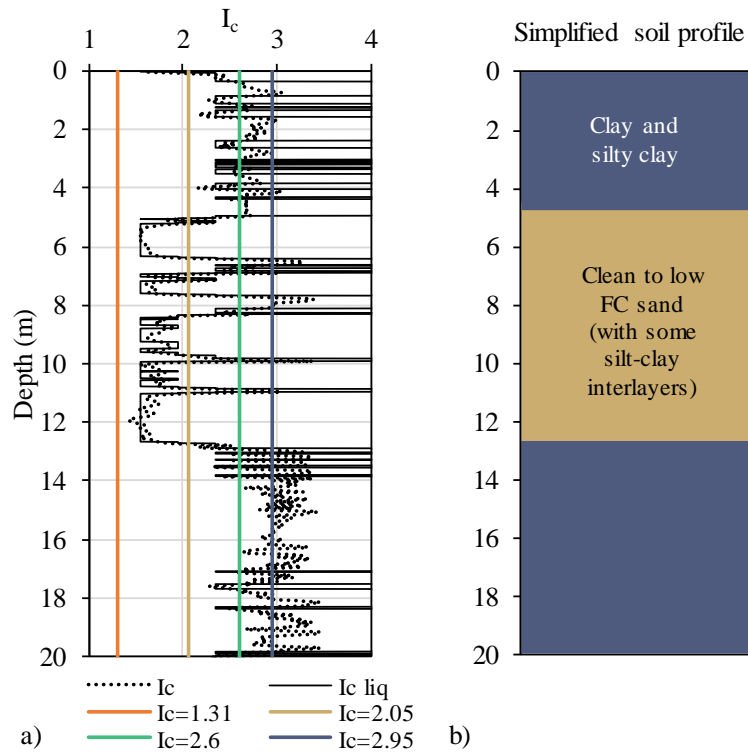 I_c
1 2 3 4
0
2
4
6
8
10
12
14
16
18
20
Depth (m)
Ic
Ic liq
Ic=1.31
Ic=2.05
Ic=2.6
Ic=2.95
a)
Simplified soil profile
0
2
4
6
8
10
12
14
16
18
20
Clay and
silty clay
Clean to low
FC sand
(with some
silt-clay
interlayers)
b)